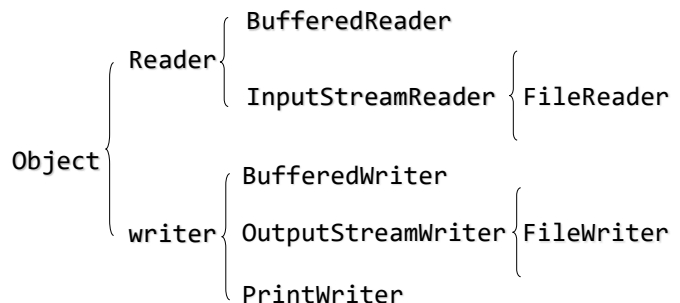 BufferedReader
Reader
InputStreamReader
FileReader
Object
BufferedWriter
writer
OutputStreamWriter
FileWriter
PrintWriter